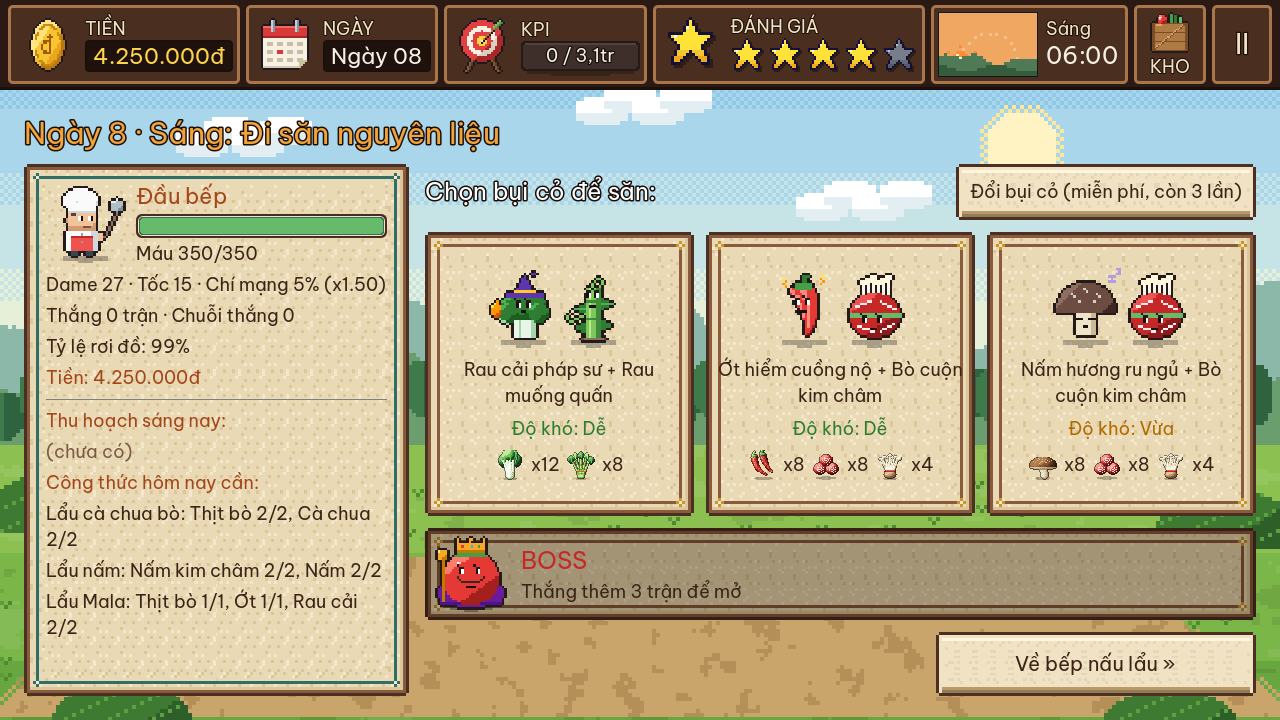 TIỀN
4.250.000đ
NGÀY
Ngày 08
KPI
0 / 3,1tr
ĐÁNH GIÁ
Sáng
06:00
KHO
Ngày 8 · Sáng: Đi săn nguyên liệu
Đầu bếp
Máu 350/350
Dame 27 · Tốc 15 · Chí mạng 5% (x1.50)
Thắng 0 trận · Chuỗi thắng 0
Tỷ lệ rơi đồ: 99%
Tiền: 4.250.000đ
Thu hoạch sáng nay:
(chưa có)
Công thức hôm nay cần:
Lẩu cà chua bò: Thịt bò 2/2, Cà chua
2/2
Lẩu nấm: Nấm kim châm 2/2, Nấm 2/2
Lẩu Mala: Thịt bò 1/1, Ớt 1/1, Rau cải
2/2
Chọn bụi cỏ để săn:
Đổi bụi cỏ (miễn phí, còn 3 lần)
Rau cải pháp sư + Rau
muống quấn
Độ khó: Dễ
x12 x8
Ớt hiểm cuồng nộ + Bò cuộn
kim châm
Độ khó: Dễ
x8 x8 x4
Nấm hương ru ngủ + Bò
cuộn kim châm
Độ khó: Vừa
x8 x8 x4
BOSS
Thắng thêm 3 trận để mở
Về bếp nấu lẩu »